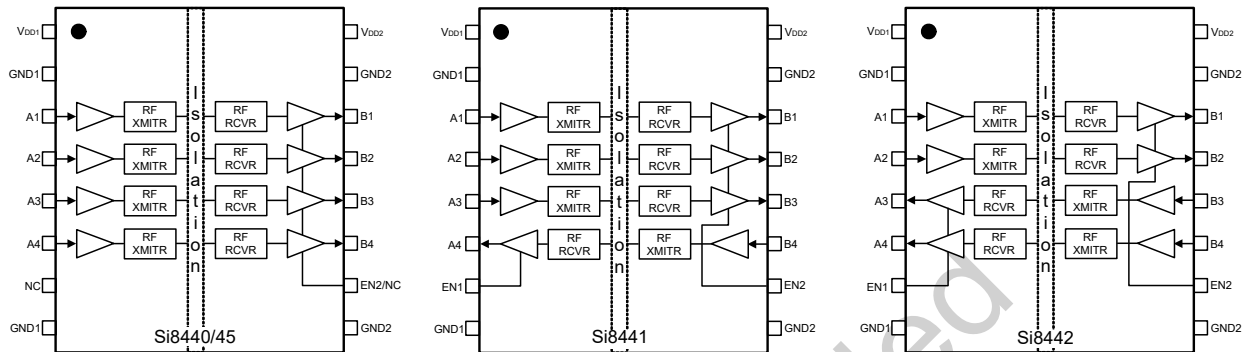 VDD1
GND1
A1
A2
A3
A4
NC
GND1
RF XMITR
RF XMITR
RF XMITR
RF XMITR
Isolation
RF RCVR
RF RCVR
RF RCVR
RF RCVR
VDD2
GND2
B1
B2
B3
B4
EN2/NC
GND2
Si8440/45
VDD1
GND1
A1
A2
A3
A4
EN1
GND1
RF XMITR
RF XMITR
RF XMITR
RF RCVR
Isolation
RF RCVR
RF RCVR
RF RCVR
RF XMITR
VDD2
GND2
B1
B2
B3
B4
EN2
GND2
Si8441
VDD1
GND1
A1
A2
A3
A4
EN1
GND1
RF XMITR
RF XMITR
RF RCVR
RF RCVR
Isolation
RF RCVR
RF RCVR
RF XMITR
RF XMITR
VDD2
GND2
B1
B2
B3
B4
EN2
GND2
Si8442